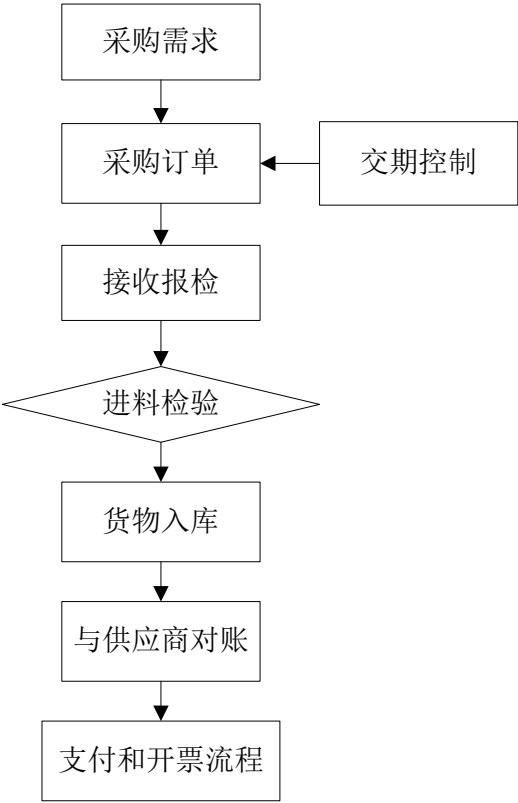 采购需求
采购订单
交期控制
接收报检
进料检验
货物入库
与供应商对账
支付和开票流程